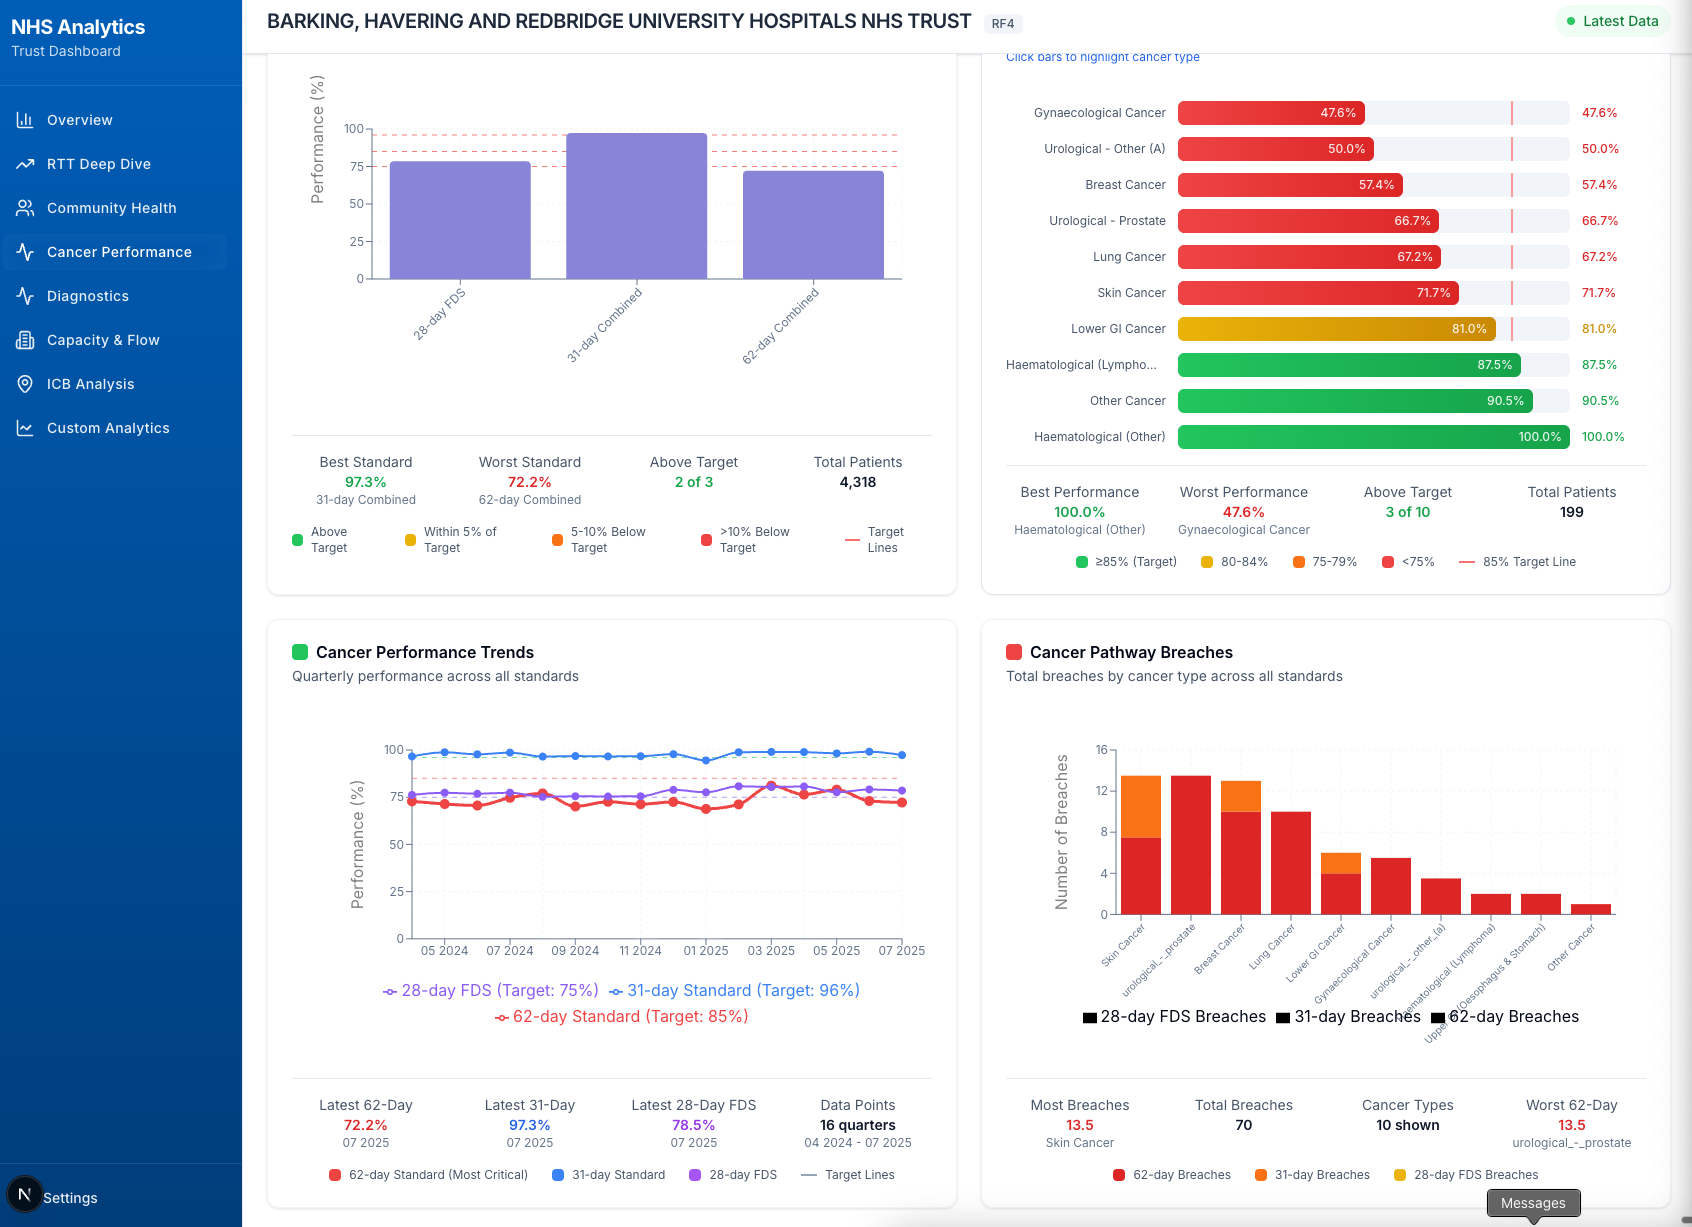 NHS Analytics
Trust Dashboard
Overview
RTT Deep Dive
Community Health
Cancer Performance
Diagnostics
Capacity & Flow
ICB Analysis
Custom Analytics
N
Settings
BARKING, HAVERING AND REDBRIDGE UNIVERSITY HOSPITALS NHS TRUST RF4
Latest Data
Performance (%)
100
75
50
25
0
28-day FDS
31-day Combined
62-day Combined
Best Standard
97.3%
31-day Combined
Worst Standard
72.2%
62-day Combined
Above Target
2 of 3
Total Patients
4,318
Above
Target
Within 5% of
Target
5-10% Below
Target
>10% Below
Target
Target
Lines
Click bars to highlight cancer type
Gynaecological Cancer 47.6% 47.6%
Urological - Other (A) 50.0% 50.0%
Breast Cancer 57.4% 57.4%
Urological - Prostate 66.7% 66.7%
Lung Cancer 67.2% 67.2%
Skin Cancer 71.7% 71.7%
Lower GI Cancer 81.0% 81.0%
Haematological (Lympho... 87.5% 87.5%
Other Cancer 90.5% 90.5%
Haematological (Other) 100.0% 100.0%
Best Performance
100.0%
Haematological (Other)
Worst Performance
47.6%
Gynaecological Cancer
Above Target
3 of 10
Total Patients
199
≥85% (Target) 80-84% 75-79% <75% 85% Target Line
Cancer Performance Trends
Quarterly performance across all standards
Performance (%)
100
75
50
25
0
05 2024 07 2024 09 2024 11 2024 01 2025 03 2025 05 2025 07 2025
28-day FDS (Target: 75%) 31-day Standard (Target: 96%)
62-day Standard (Target: 85%)
Latest 62-Day
72.2%
07 2025
Latest 31-Day
97.3%
07 2025
Latest 28-Day FDS
78.5%
07 2025
Data Points
16 quarters
04 2024 - 07 2025
62-day Standard (Most Critical) 31-day Standard 28-day FDS Target Lines
Cancer Pathway Breaches
Total breaches by cancer type across all standards
Number of Breaches
16
12
8
4
0
Skin Cancer
urological_-_prostate
Breast Cancer
Lung Cancer
Lower GI Cancer
Gynaecological Cancer
urological_-_other_(a)
(Lymphoma)
(Oesophagus & Stomach)
Other Cancer
28-day FDS Breaches 31-day Breaches 62-day Breaches
Most Breaches
13.5
Skin Cancer
Total Breaches
70
Cancer Types
10 shown
Worst 62-Day
13.5
urological_-_prostate
62-day Breaches 31-day Breaches 28-day FDS Breaches
Messages